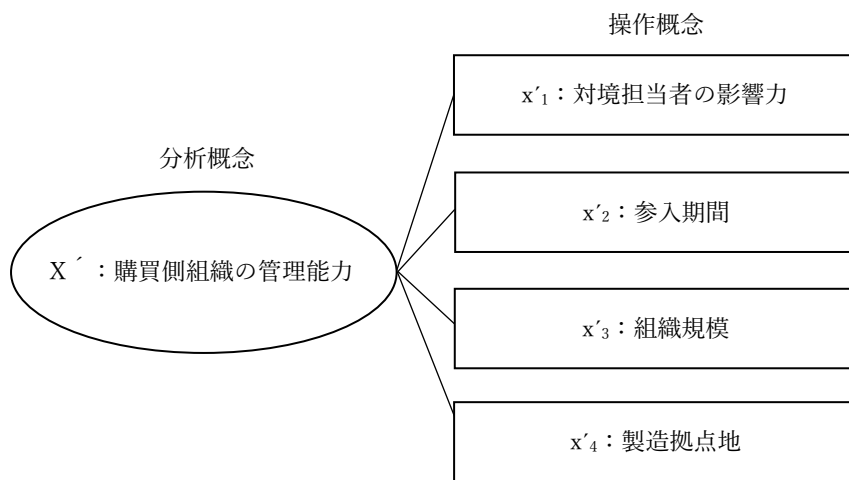 操作概念
x′₁：対境担当者の影響力
分析概念
x′₂：参入期間
X ´ ：購買側組織の管理能力
x′₃：組織規模
x′₄：製造拠点地